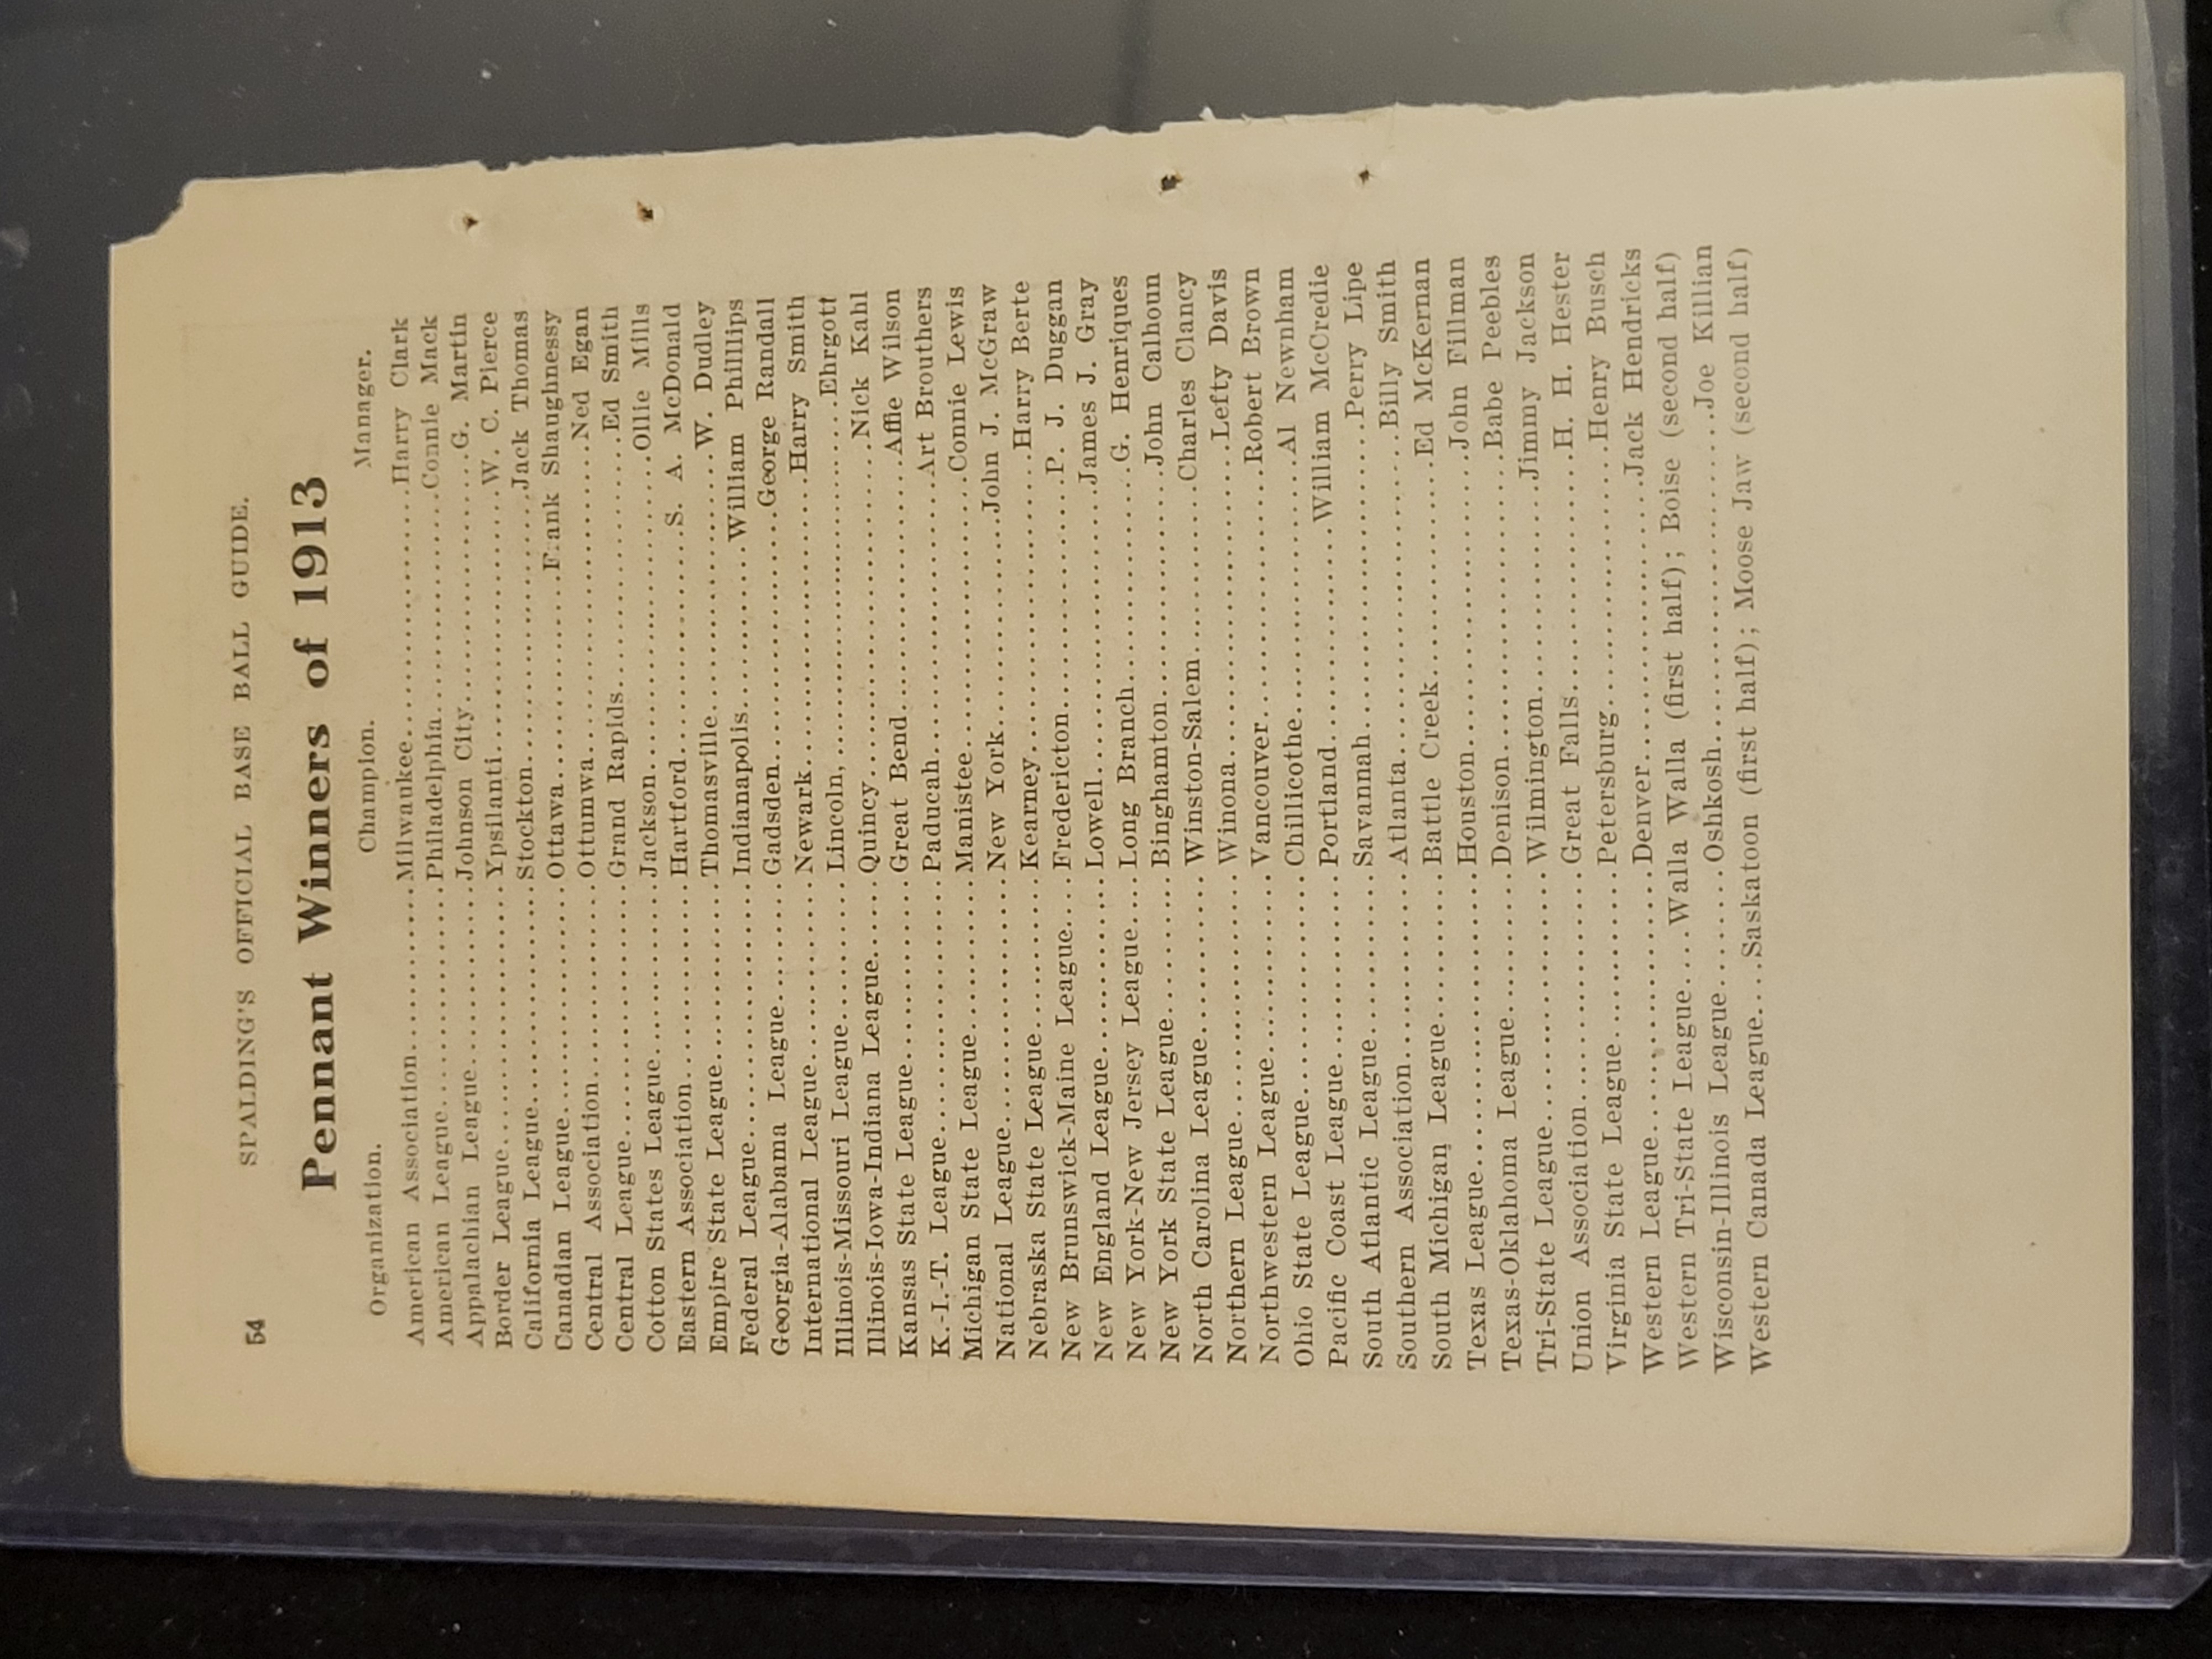 54 SPALDING'S OFFICIAL BASE BALL GUIDE.
Pennant Winners of 1913
Organization. Champion. Manager.
American Association..............Milwaukee....................Harry Clark
American League..............Philadelphia....................Connie Mack
Appalachian League..............Johnson City....................G. Martin
Border League..............Ypsilanti....................W. C. Pierce
California League..............Stockton....................Jack Thomas
Canadian League..............Ottawa....................Frank Shaughnessy
Central Association..............Ottumwa....................Ned Egan
Central League..............Grand Rapids....................Ed Smith
Cotton States League..............Jackson....................Ollie Mills
Eastern Association..............Hartford....................S. A. McDonald
Empire State League..............Thomasville....................W. Dudley
Federal League..............Indianapolis....................William Phillips
Georgia-Alabama League..........Gadsden....................George Randall
International League..............Newark....................Harry Smith
Illinois-Missouri League..........Lincoln,....................Ehrgott
Illinois-Iowa-Indiana League......Quincy....................Nick Kahl
Kansas State League..............Great Bend....................Affie Wilson
K.-I.-T. League..............Paducah....................Art Brouthers
Michigan State League..............Manistee....................Connie Lewis
National League..............New York....................John J. McGraw
Nebraska State League..............Kearney....................Harry Berte
New Brunswick-Maine League....Fredericton....................P. J. Duggan
New England League..............Lowell....................James J. Gray
New York-New Jersey League....Long Branch....................G. Henriques
New York State League..............Binghamton....................John Calhoun
North Carolina League..............Winston-Salem....................Charles Clancy
Northern League..............Winona....................Lefty Davis
Northwestern League..............Vancouver....................Robert Brown
Ohio State League..............Chillicothe....................Al Newnham
Pacific Coast League..............Portland....................William McCredie
South Atlantic League..............Savannah....................Perry Lipe
Southern Association..............Atlanta....................Billy Smith
South Michigan League..............Battle Creek....................Ed McKernan
Texas League..............Houston....................John Fillman
Texas-Oklahoma League..............Denison....................Babe Peebles
Tri-State League..............Wilmington....................Jimmy Jackson
Union Association..............Great Falls....................H. H. Hester
Virginia State League..............Petersburg....................Henry Busch
Western League..............Denver....................Jack Hendricks
Western Tri-State League....Walla Walla (first half); Boise (second half)
Wisconsin-Illinois League.........Oshkosh....................Joe Killian
Western Canada League....Saskatoon (first half); Moose Jaw (second half)